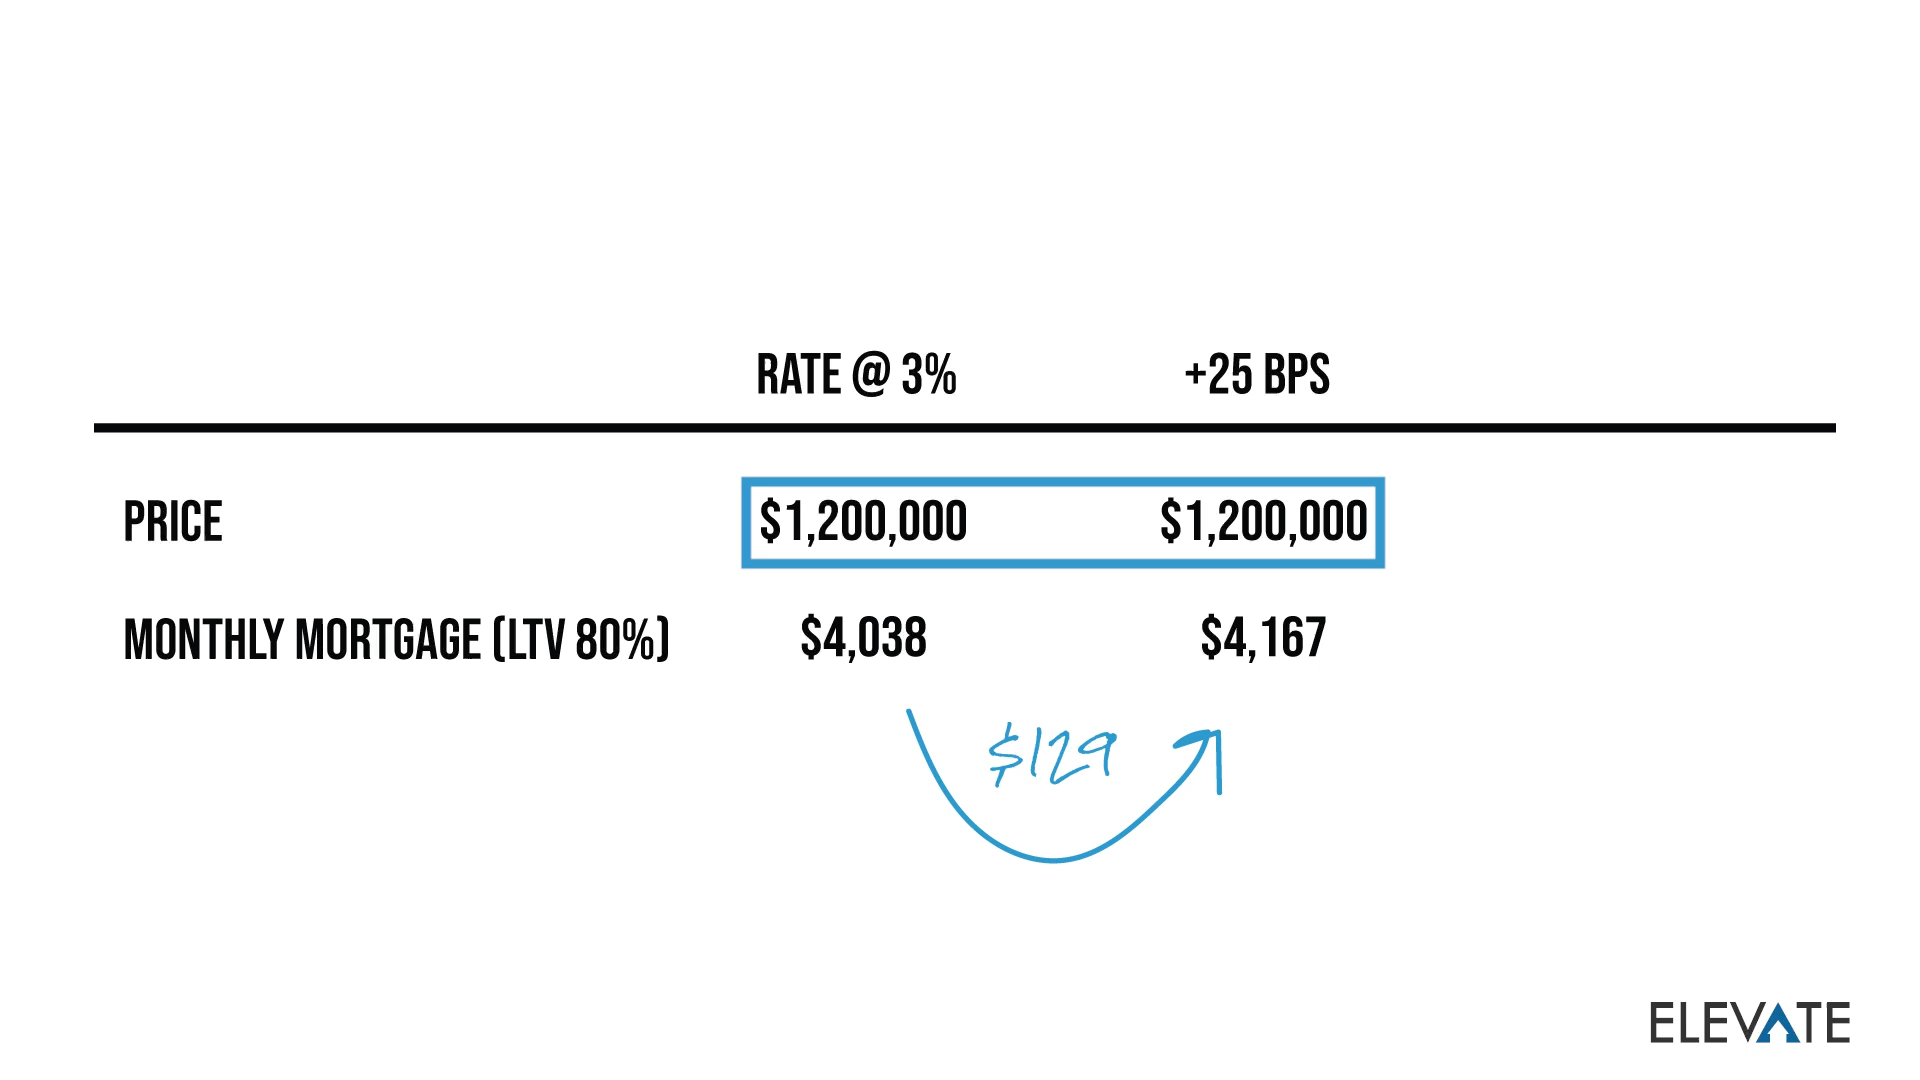 RATE @ 3% +25 BPS
PRICE $1,200,000 $1,200,000
MONTHLY MORTGAGE (LTV 80%) $4,038 $4,167
$129
ELEVATE